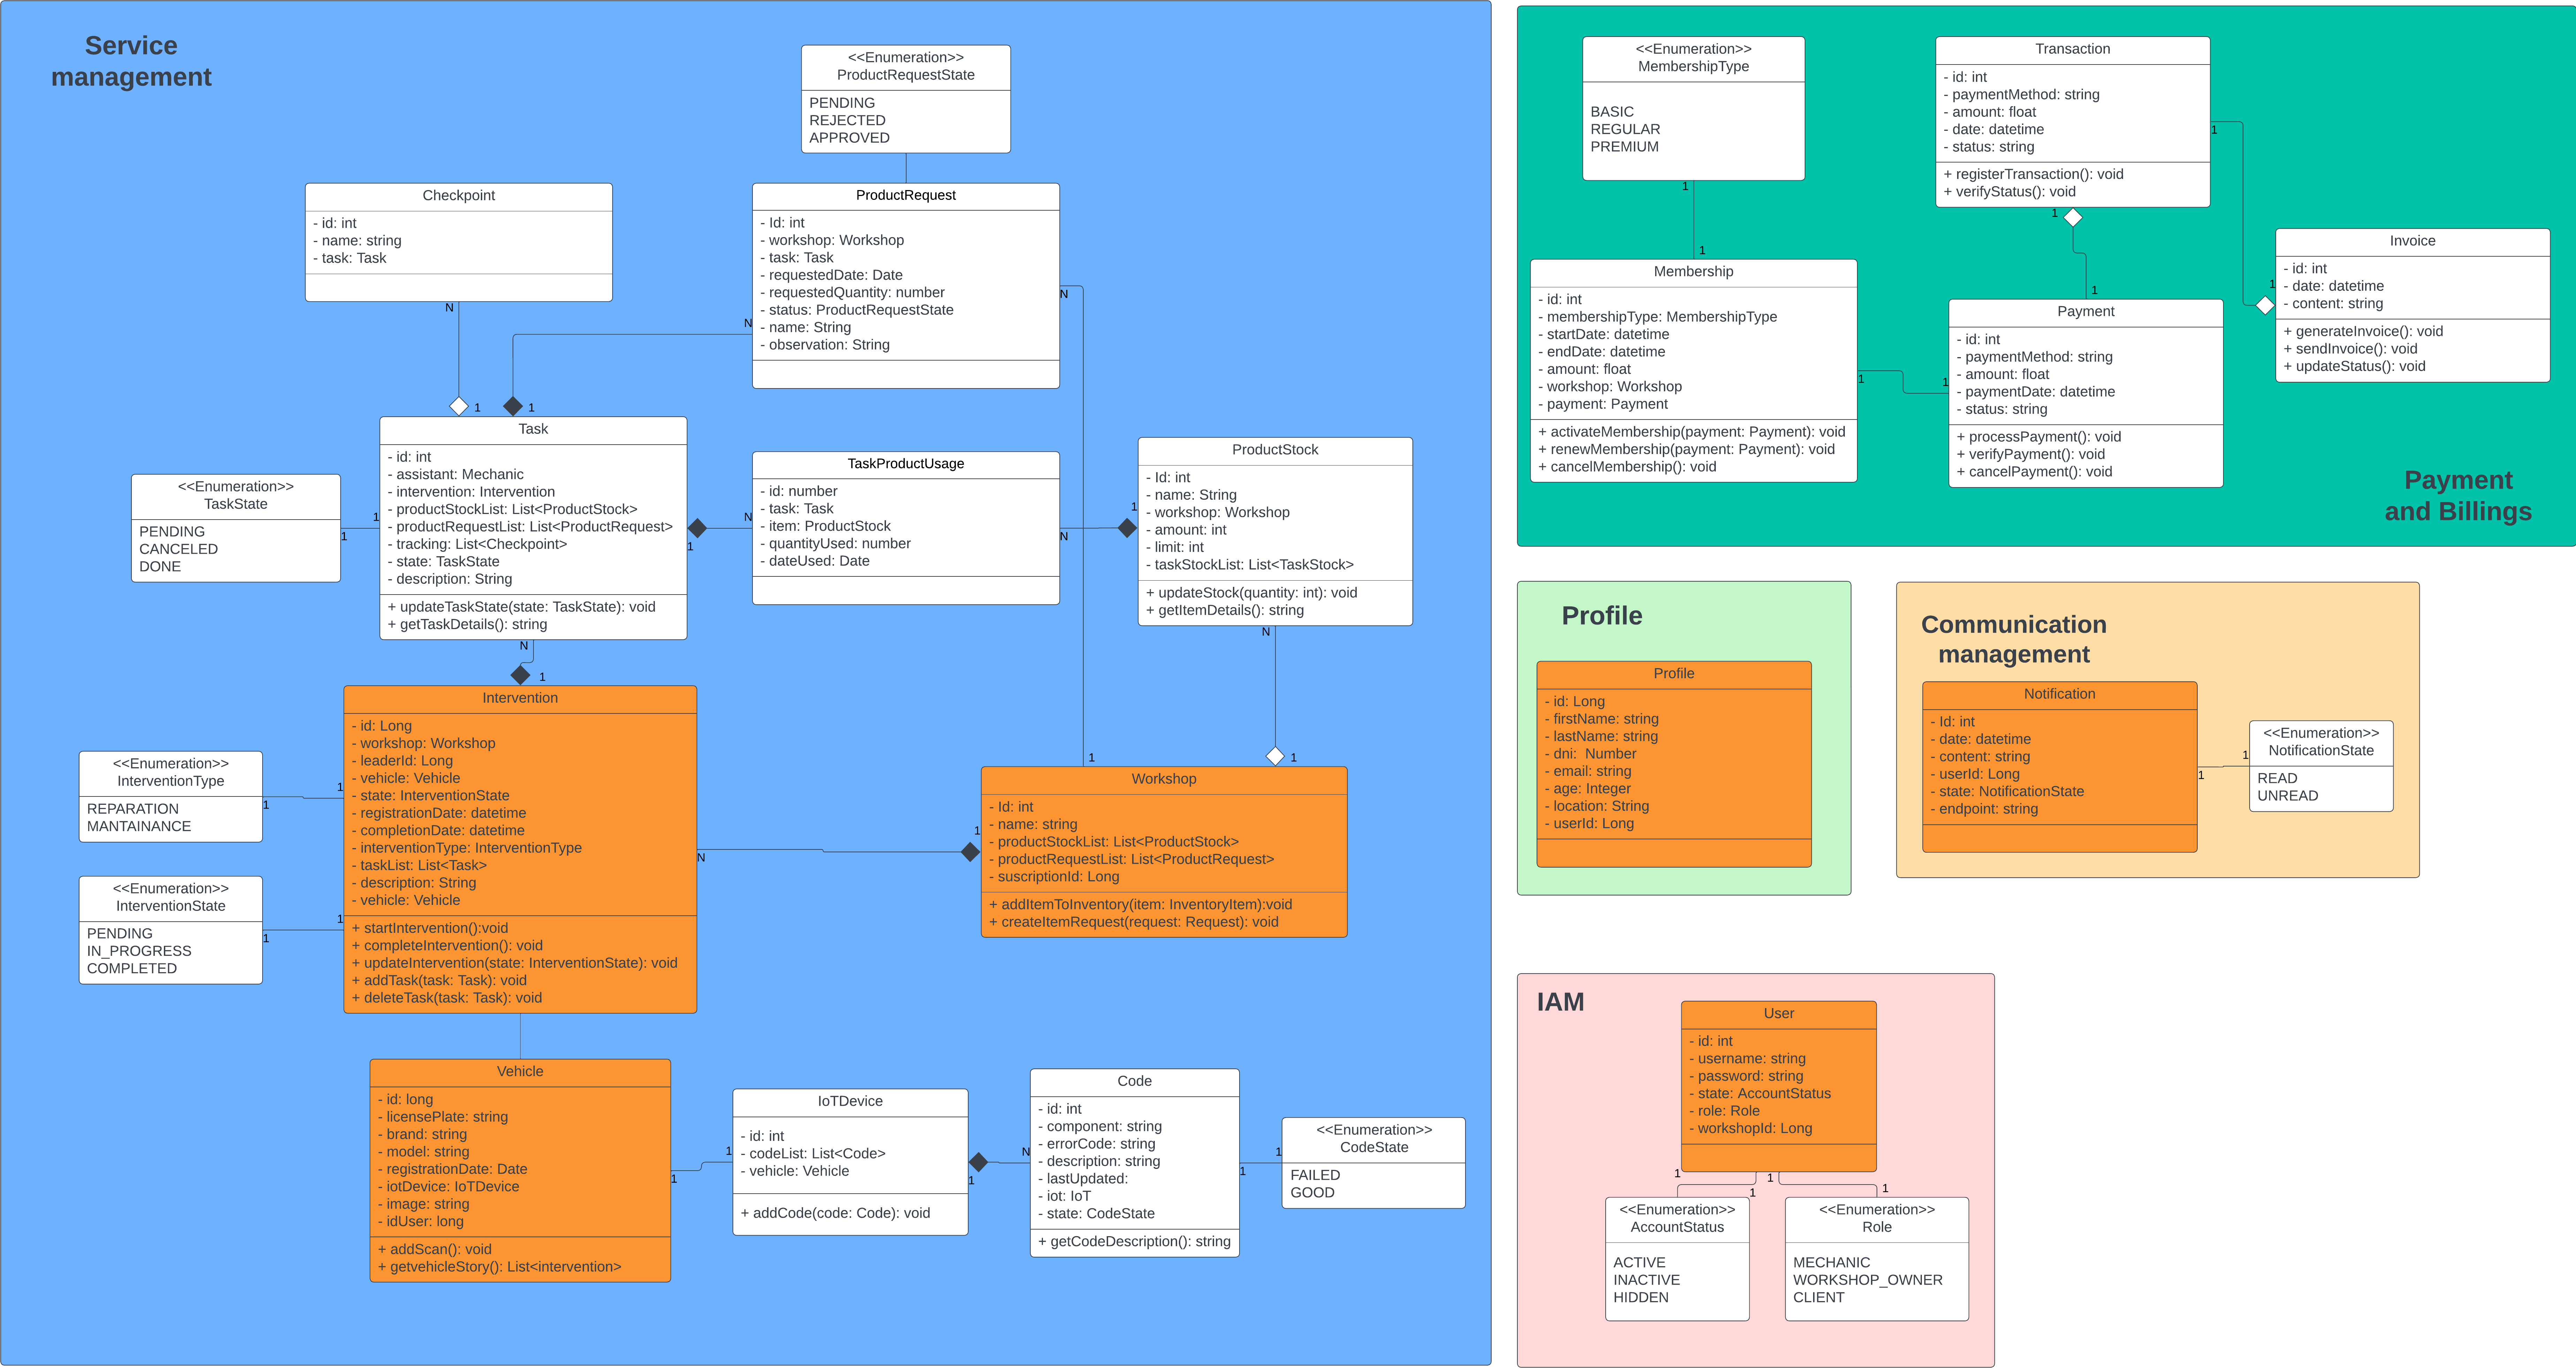 Service
management
<<Enumeration>>
ProductRequestState
PENDING
REJECTED
APPROVED
Checkpoint
- id: int
- name: string
- task: Task
ProductRequest
- Id: int
- workshop: Workshop
- task: Task
- requestedDate: Date
- requestedQuantity: number
- status: ProductRequestState
- name: String
- observation: String
N
N
N
1
1
Task
- id: int
- assistant: Mechanic
- intervention: Intervention
- productStockList: List<ProductStock>
- productRequestList: List<ProductRequest>
- tracking: List<Checkpoint>
- state: TaskState
- description: String
+ updateTaskState(state: TaskState): void
+ getTaskDetails(): string
<<Enumeration>>
TaskState
PENDING
CANCELED
DONE
1
1
TaskProductUsage
- id: number
- task: Task
- item: ProductStock
- quantityUsed: number
- dateUsed: Date
N
1
N
1
ProductStock
- Id: int
- name: String
- workshop: Workshop
- amount: int
- limit: int
- taskStockList: List<TaskStock>
+ updateStock(quantity: int): void
+ getItemDetails(): string
N
1
N
1
1
Intervention
- id: Long
- workshop: Workshop
- leaderId: Long
- vehicle: Vehicle
- state: InterventionState
- registrationDate: datetime
- completionDate: datetime
- interventionType: InterventionType
- taskList: List<Task>
- description: String
- vehicle: Vehicle
+ startIntervention():void
+ completeIntervention(): void
+ updateIntervention(state: InterventionState): void
+ addTask(task: Task): void
+ deleteTask(task: Task): void
<<Enumeration>>
InterventionType
REPARATION
MANTAINANCE
1
1
<<Enumeration>>
InterventionState
PENDING
IN_PROGRESS
COMPLETED
1
1
N
1
Workshop
- Id: int
- name: string
- productStockList: List<ProductStock>
- productRequestList: List<ProductRequest>
- suscriptionId: Long
+ addItemToInventory(item: InventoryItem):void
+ createItemRequest(request: Request): void
Vehicle
- id: long
- licensePlate: string
- brand: string
- model: string
- registrationDate: Date
- iotDevice: IoTDevice
- image: string
- idUser: long
+ addScan(): void
+ getvehicleStory(): List<intervention>
1
1
IoTDevice
- id: int
- codeList: List<Code>
- vehicle: Vehicle
+ addCode(code: Code): void
1
N
Code
- id: int
- component: string
- errorCode: string
- description: string
- lastUpdated:
- iot: IoT
- state: CodeState
+ getCodeDescription(): string
1
1
<<Enumeration>>
CodeState
FAILED
GOOD
<<Enumeration>>
MembershipType
BASIC
REGULAR
PREMIUM
1
1
Membership
- id: int
- membershipType: MembershipType
- startDate: datetime
- endDate: datetime
- amount: float
- workshop: Workshop
- payment: Payment
+ activateMembership(payment: Payment): void
+ renewMembership(payment: Payment): void
+ cancelMembership(): void
1
1
Transaction
- id: int
- paymentMethod: string
- amount: float
- date: datetime
- status: string
+ registerTransaction(): void
+ verifyStatus(): void
1
1
1
1
Payment
- id: int
- paymentMethod: string
- amount: float
- paymentDate: datetime
- status: string
+ processPayment(): void
+ verifyPayment(): void
+ cancelPayment(): void
Invoice
- id: int
- date: datetime
- content: string
+ generateInvoice(): void
+ sendInvoice(): void
+ updateStatus(): void
Payment
and Billings
Profile
Profile
- id: Long
- firstName: string
- lastName: string
- dni:  Number
- email: string
- age: Integer
- location: String
- userId: Long
Communication
management
Notification
- Id: int
- date: datetime
- content: string
- userId: Long
- state: NotificationState
- endpoint: string
1
1
<<Enumeration>>
NotificationState
READ
UNREAD
IAM
User
- id: int
- username: string
- password: string
- state: AccountStatus
- role: Role
- workshopId: Long
1
1
1
1
<<Enumeration>>
AccountStatus
ACTIVE
INACTIVE
HIDDEN
<<Enumeration>>
Role
MECHANIC
WORKSHOP_OWNER
CLIENT